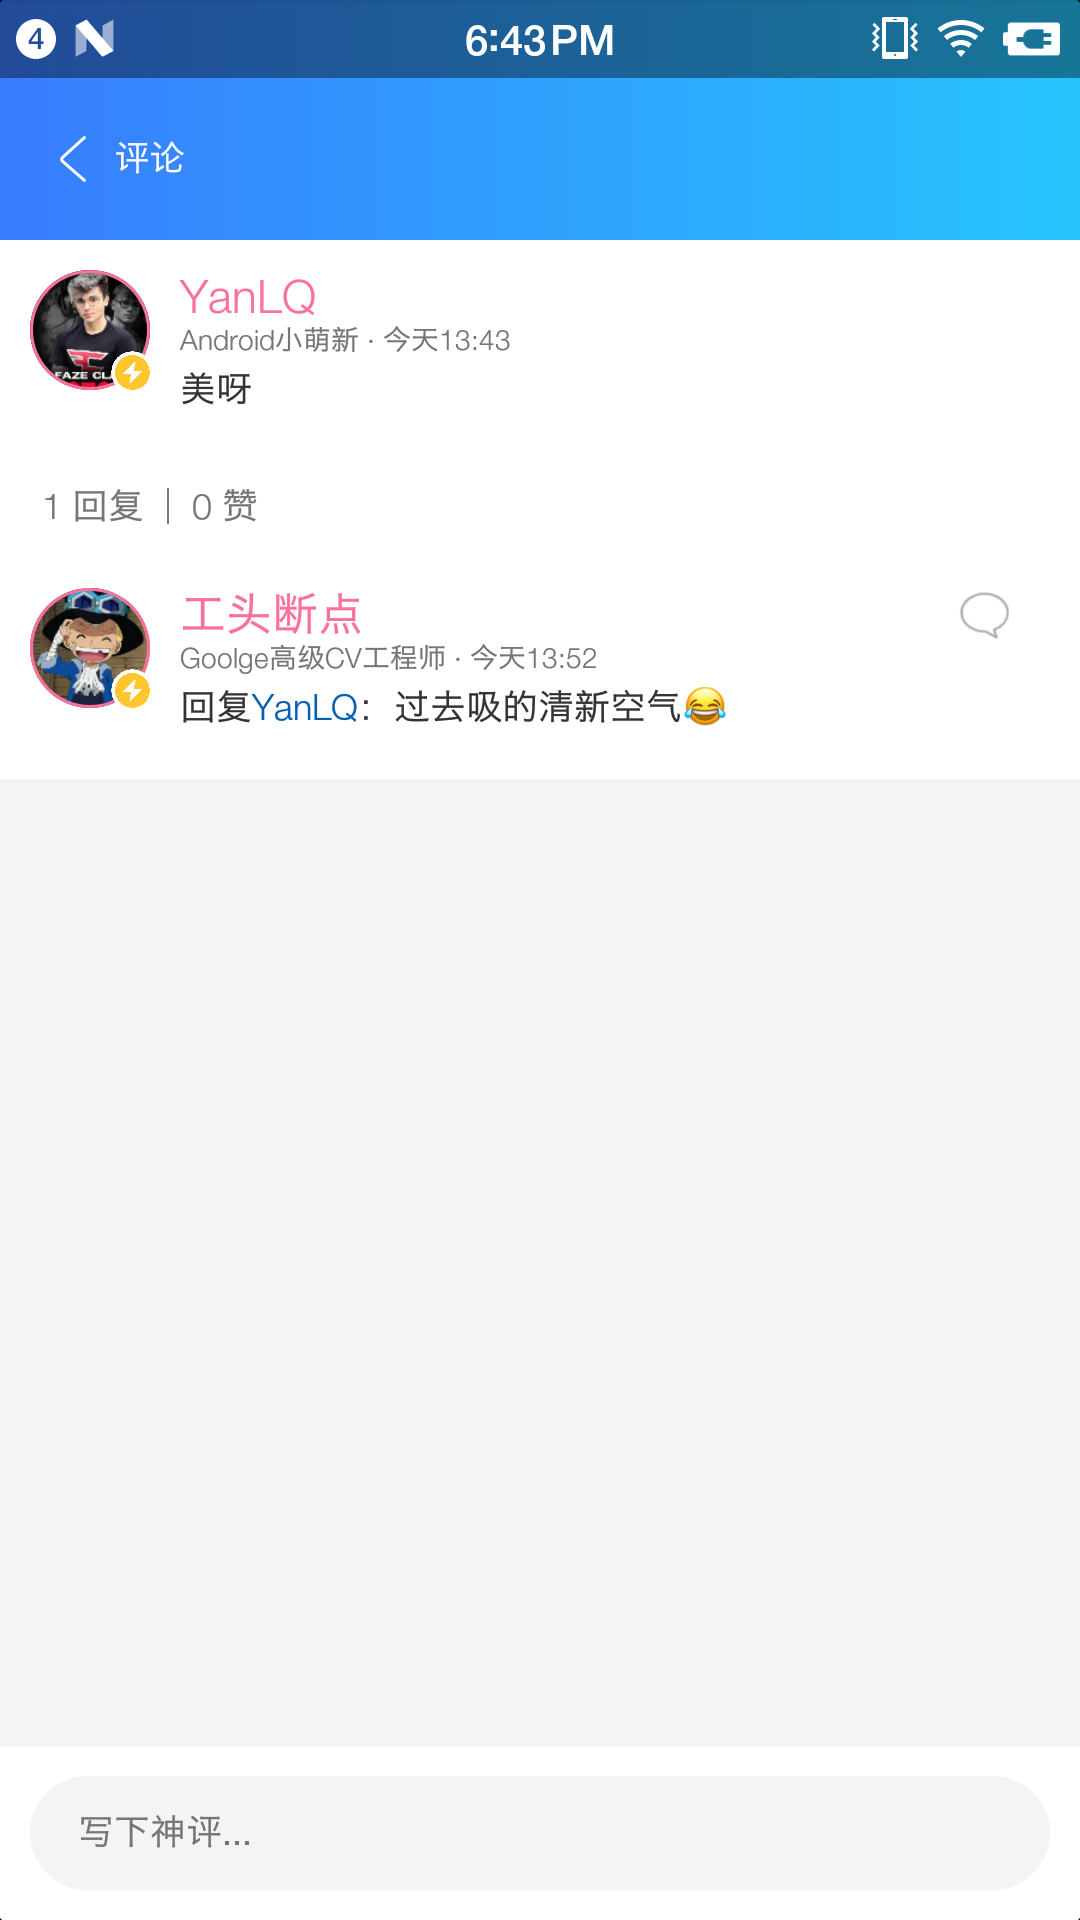 4
6:43 PM
评论
YanLQ
Android小萌新 · 今天13:43
美呀
1 回复 | 0 赞
工头断点
Goolge高级CV工程师 · 今天13:52
回复YanLQ：过去吸的清新空气😂
写下神评...